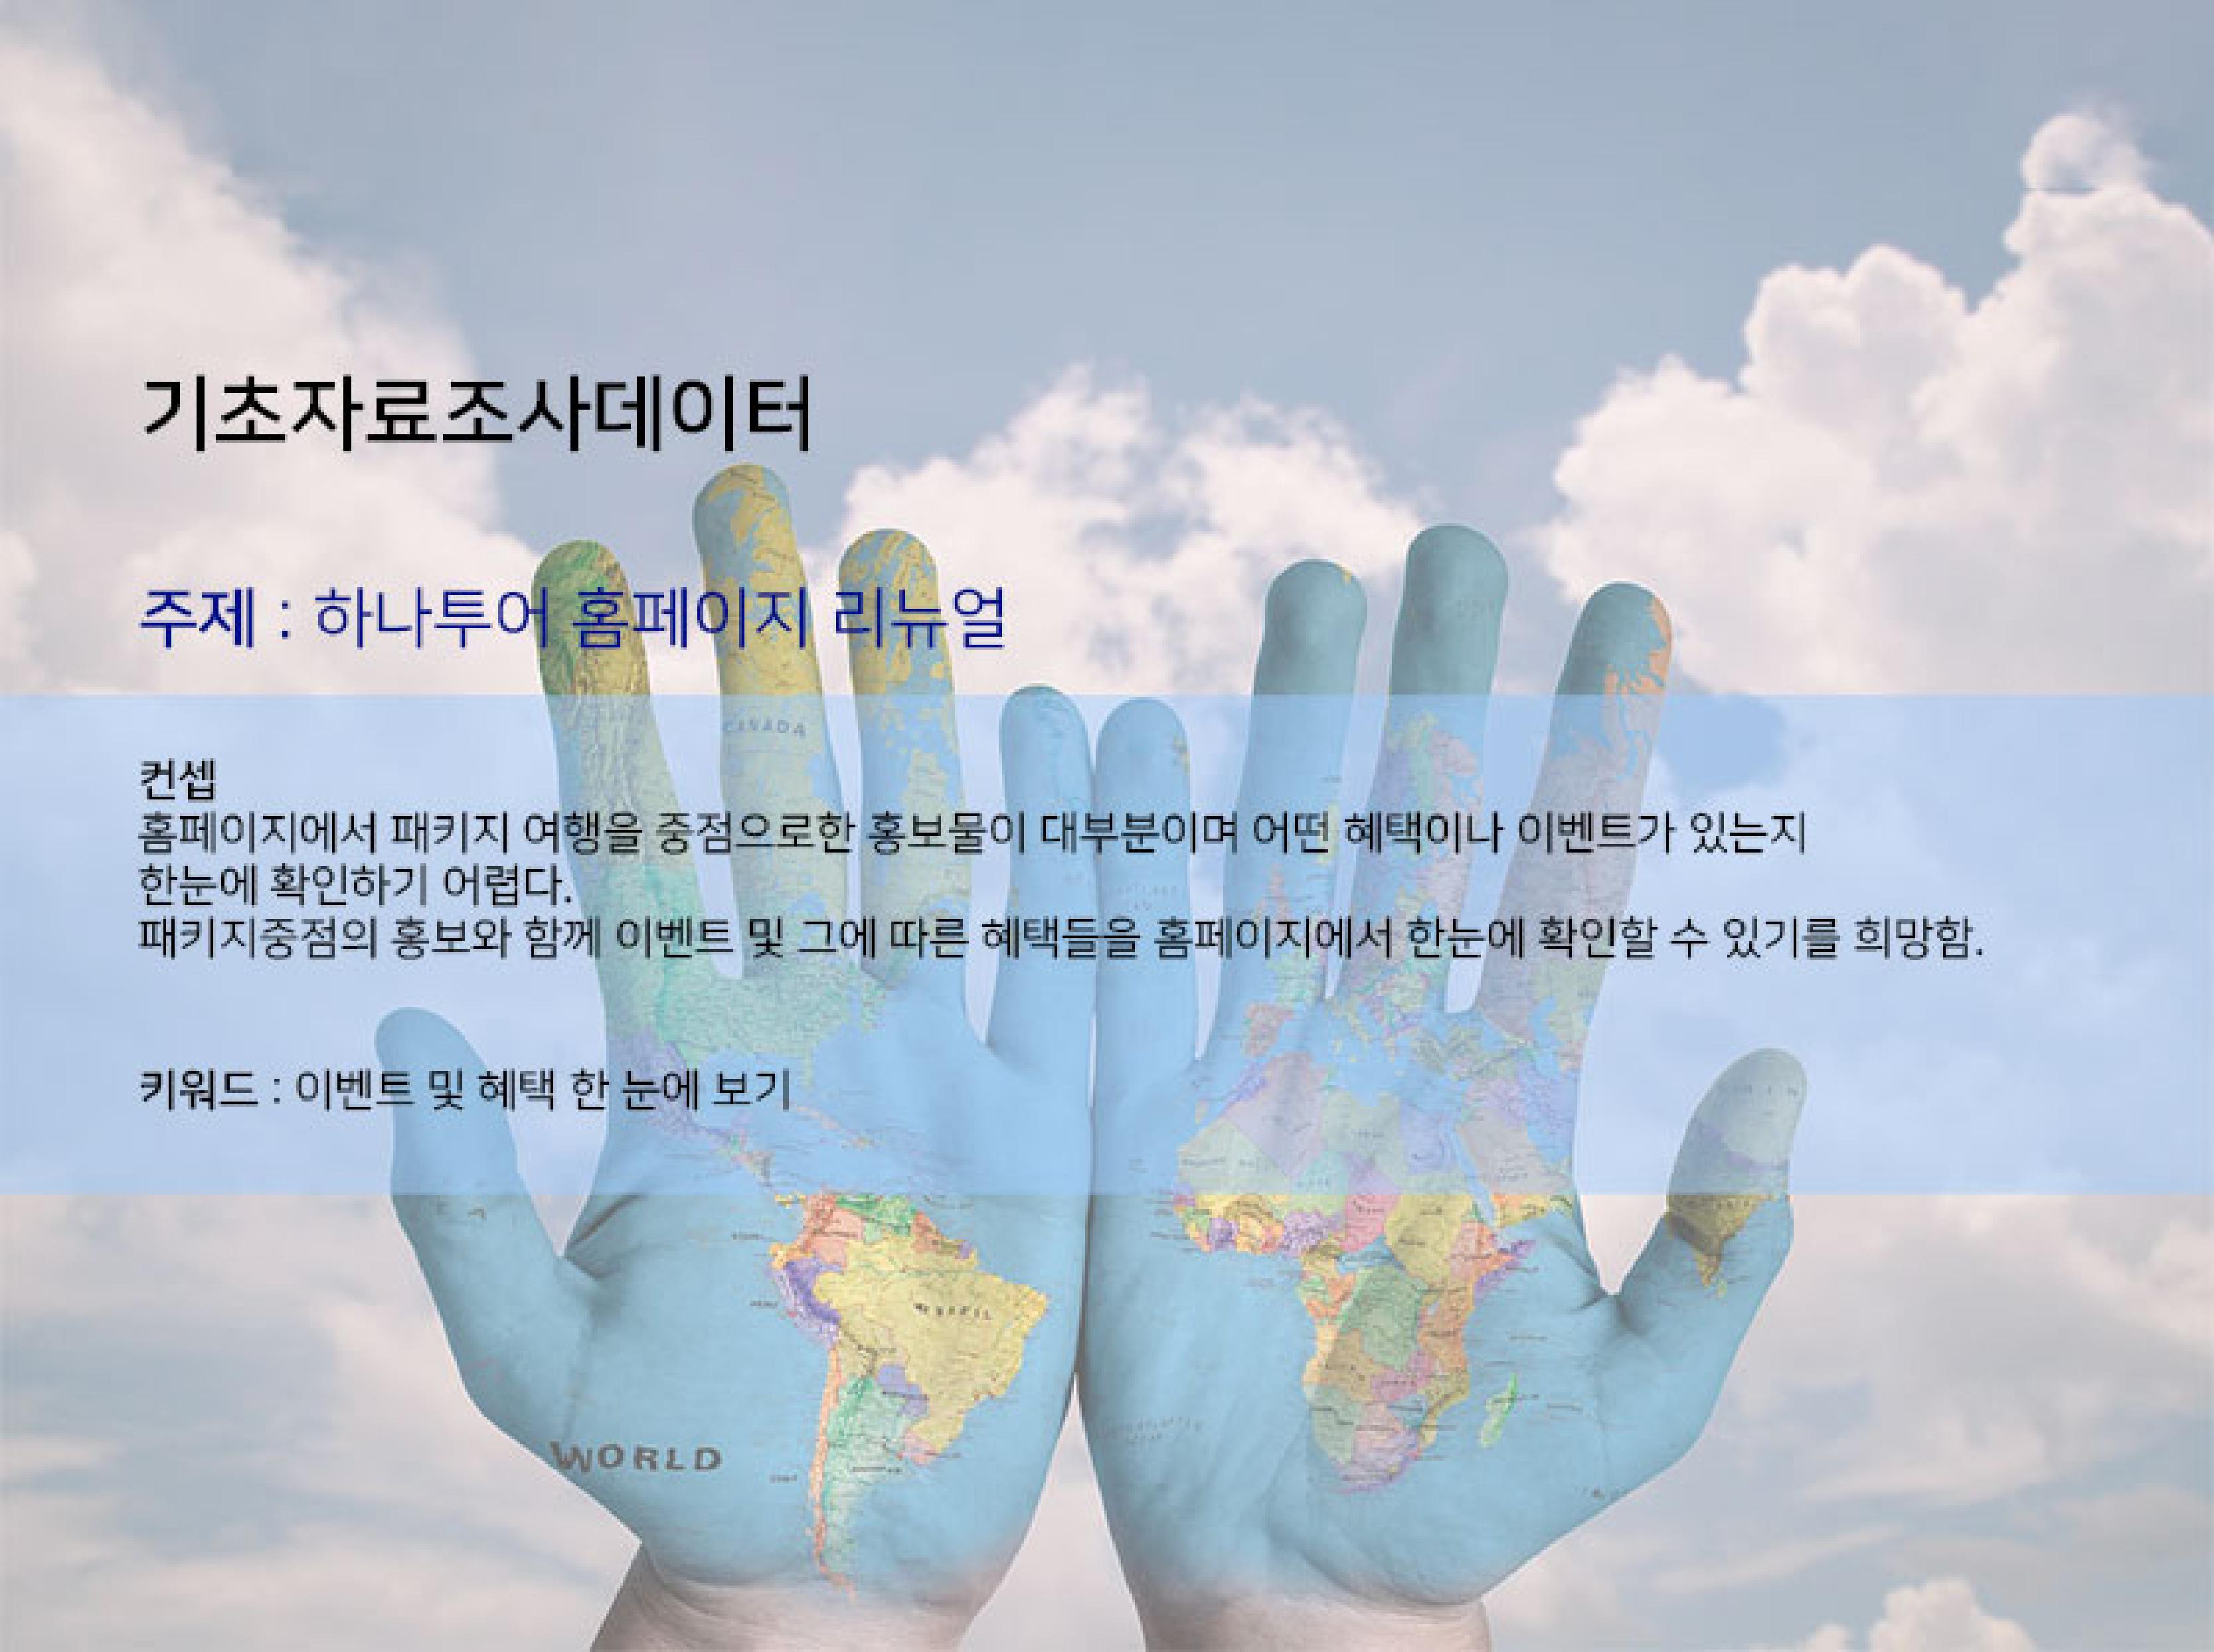 기초자료조사데이터
주제 : 하나투어 홈페이지 리뉴얼
컨셉
홈페이지에서 패키지 여행을 중점으로한 홍보물이 대부분이며 어떤 혜택이나 이벤트가 있는지
한눈에 확인하기 어렵다.
패키지중점의 홍보와 함께 이벤트 및 그에 따른 혜택들을 홈페이지에서 한눈에 확인할 수 있기를 희망함.
키워드 : 이벤트 및 혜택 한 눈에 보기
CANADA
BRAZIL
WORLD